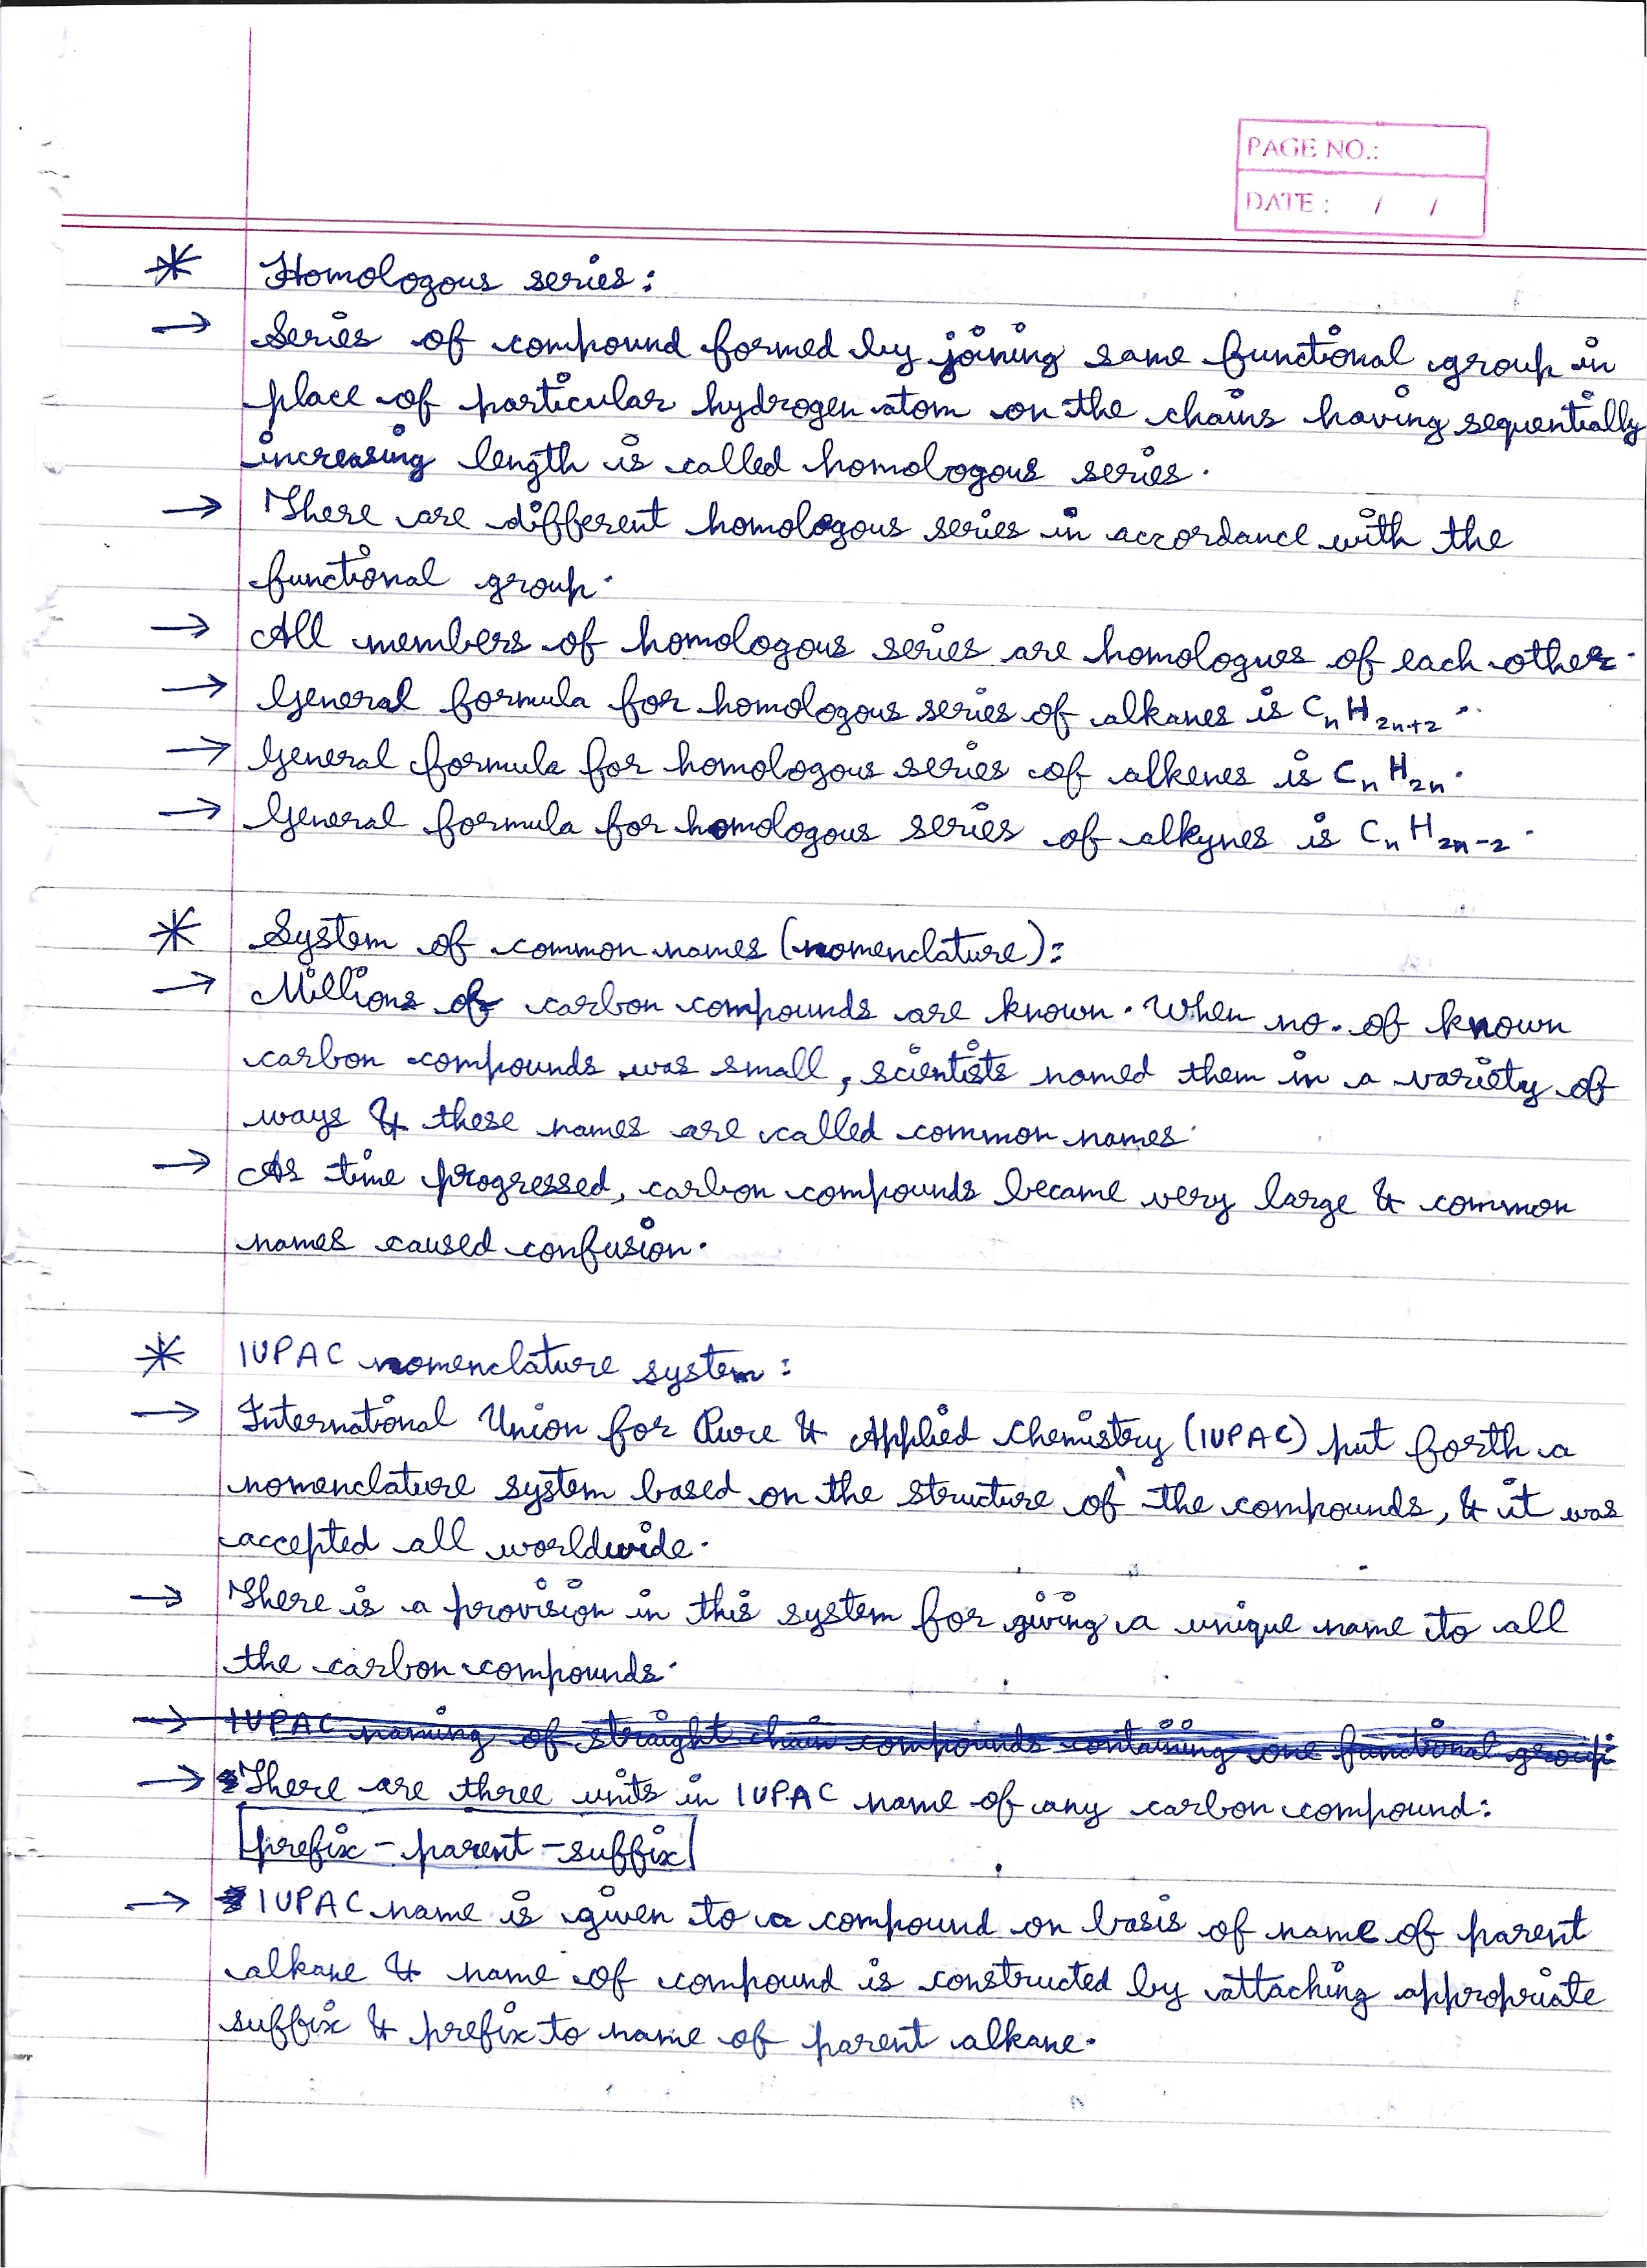 PAGE NO.:
DATE : / /
* Homologous series:
→ Series of compound formed by joining same functional group in
place of particular hydrogen atom on the chains having sequentially
increasing length is called homologous series.
→ There are different homologous series in accordance with the
functional group.
→ All members of homologous series are homologues of each other.
→ General formula for homologous series of alkanes is CₙH₂ₙ₊₂.
→ General formula for homologous series of alkenes is CₙH₂ₙ.
→ General formula for homologous series of alkynes is CₙH₂ₙ₋₂.
* System of common names (nomenclature):
→ Millions of carbon compounds are known. When no. of known
carbon compounds was small, scientists named them in a variety of
ways & these names are called common names.
→ As time progressed, carbon compounds became very large & common
names caused confusion.
* IUPAC nomenclature system:
→ International Union for Pure & Applied Chemistry (IUPAC) put forth a
nomenclature system based on the structure of the compounds, & it was
accepted all worldwide.
→ There is a provision in this system for giving a unique name to all
the carbon compounds.
→ IUPAC naming of straight chain compounds containing one functional group:
→ There are three units in IUPAC name of any carbon compound:
prefix - parent - suffix
→ IUPAC name is given to a compound on basis of name of parent
alkane & name of compound is constructed by attaching appropriate
suffix & prefix to name of parent alkane.